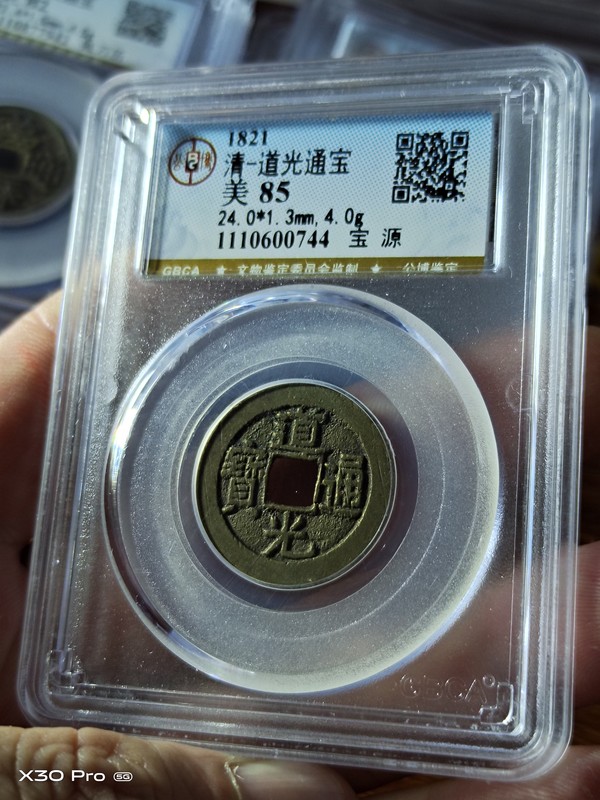 1821
清-道光通宝
美 85
24.0*1.3mm,4.0g
1110600744 宝 源
GBCA ★ 文物鉴定委员会监制 ★ 公博鉴定
道
寶 通
光
GBCA
X30 Pro 5G